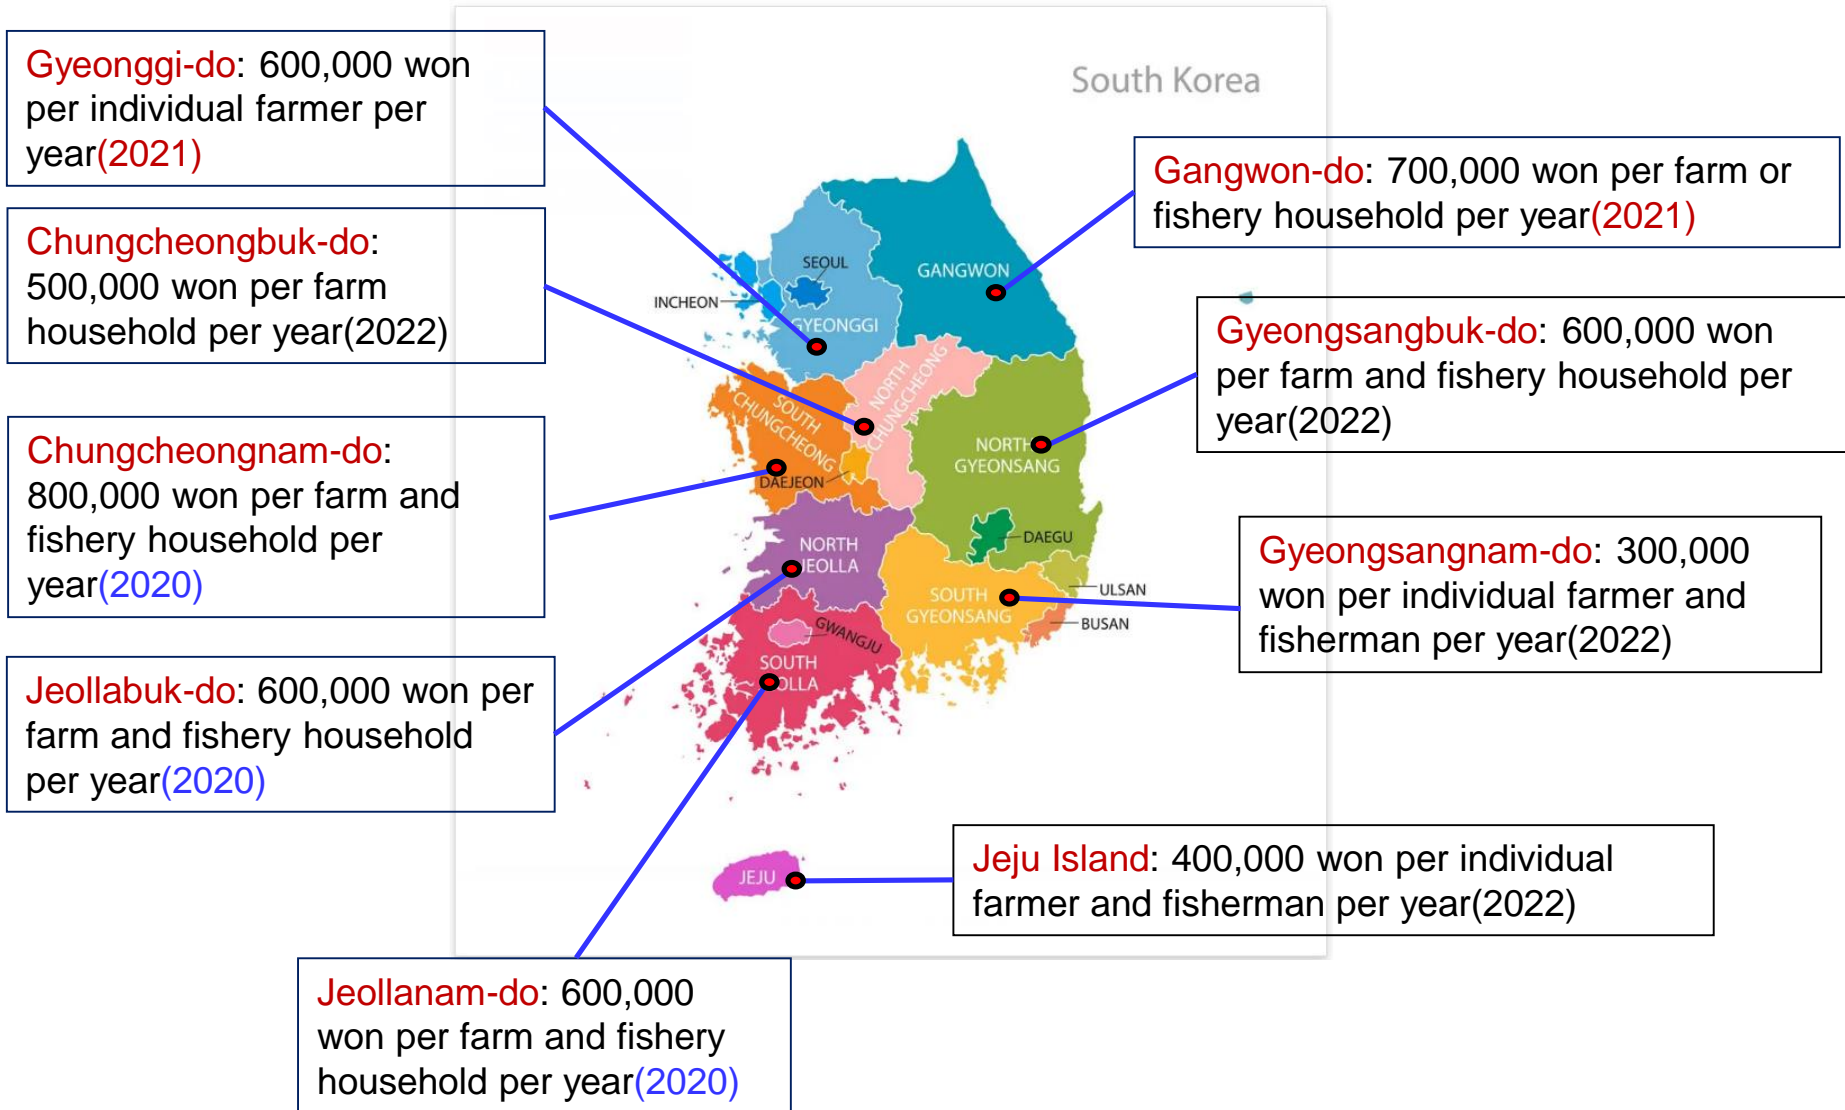 South Korea
Gyeonggi-do: 600,000 won
per individual farmer per
year(2021)
Chungcheongbuk-do:
500,000 won per farm
household per year(2022)
Chungcheongnam-do:
800,000 won per farm and
fishery household per
year(2020)
Jeollabuk-do: 600,000 won per
farm and fishery household
per year(2020)
Jeollanam-do: 600,000
won per farm and fishery
household per year(2020)
Gangwon-do: 700,000 won per farm or
fishery household per year(2021)
Gyeongsangbuk-do: 600,000 won
per farm and fishery household per
year(2022)
Gyeongsangnam-do: 300,000
won per individual farmer and
fisherman per year(2022)
Jeju Island: 400,000 won per individual
farmer and fisherman per year(2022)
SEOUL
INCHEON
GYEONGGI
GANGWON
NORTH
CHUNGCHEONG
SOUTH
CHUNGCHEONG
DAEJEON
NORTH
GYEONSANG
DAEGU
NORTH
JEOLLA
SOUTH
GYEONGSANG
ULSAN
BUSAN
GWANGJU
SOUTH
OLLA
JEJU